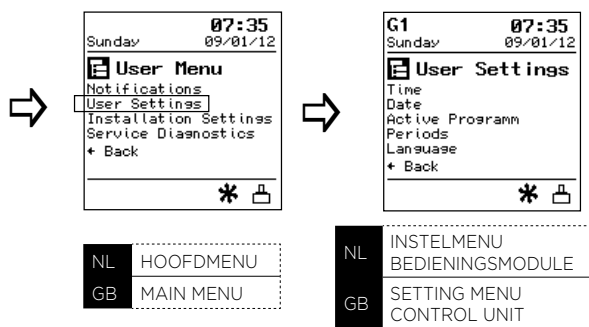 07:35
Sunday 09/01/12
User Menu
Notifications
User Settings
Installation Settings
Service Diagnostics
← Back
G1 07:35
Sunday 09/01/12
User Settings
Time
Date
Active Programm
Periods
Language
← Back
NL HOOFDMENU
GB MAIN MENU
NL INSTELMENU
BEDIENINGSMODULE
GB SETTING MENU
CONTROL UNIT